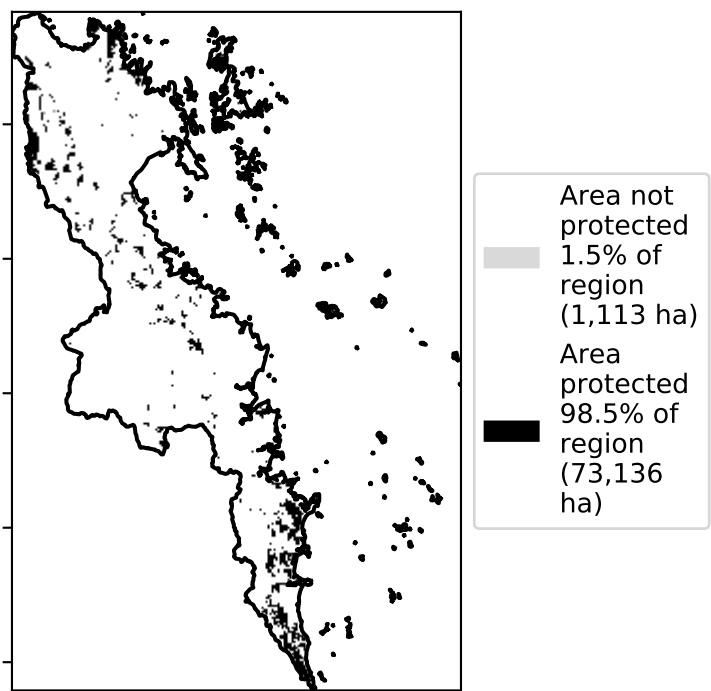 Area not
protected
1.5% of
region
(1,113 ha)
Area
protected
98.5% of
region
(73,136
ha)